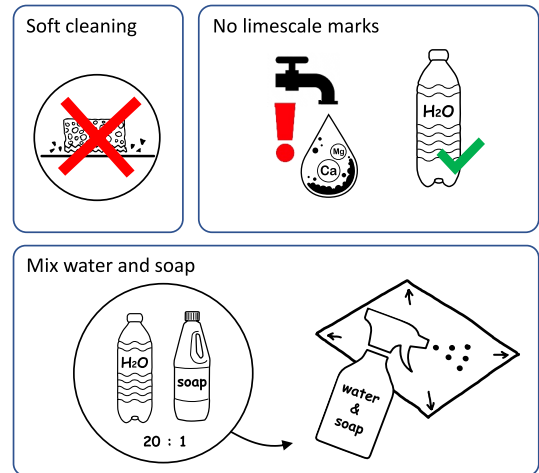 Soft cleaning
No limescale marks
Mg
Ca
H2O
Mix water and soap
H2O
soap
20 : 1
water
&
soap